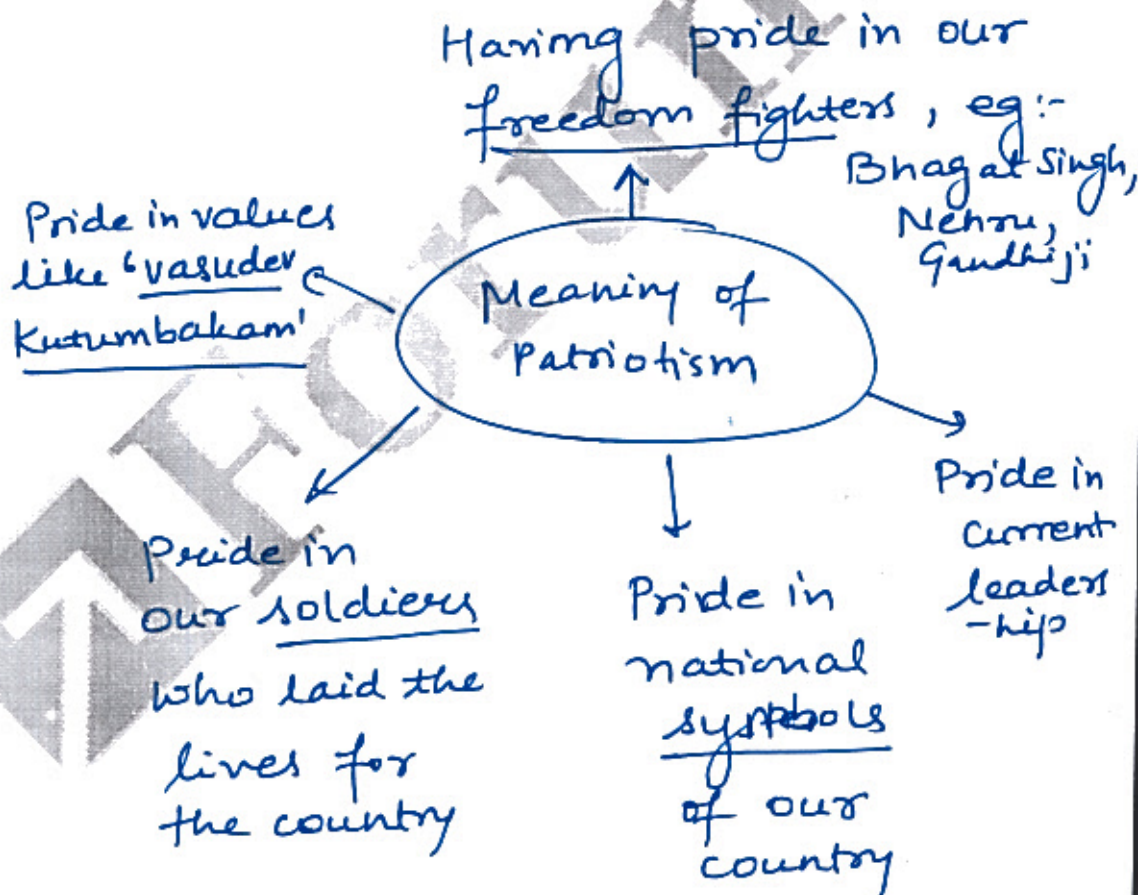 Having pride in our
freedom fighters, eg:-
Bhagat Singh,
Nehru,
Gandhiji
Pride in values
like 'vasudev
Kutumbakam'
Meaning of
Patriotism
Pride in
current
leaders
-hip
Pride in
our soldiers
who laid the
lives for
the country
Pride in
national
symbols
of our
country